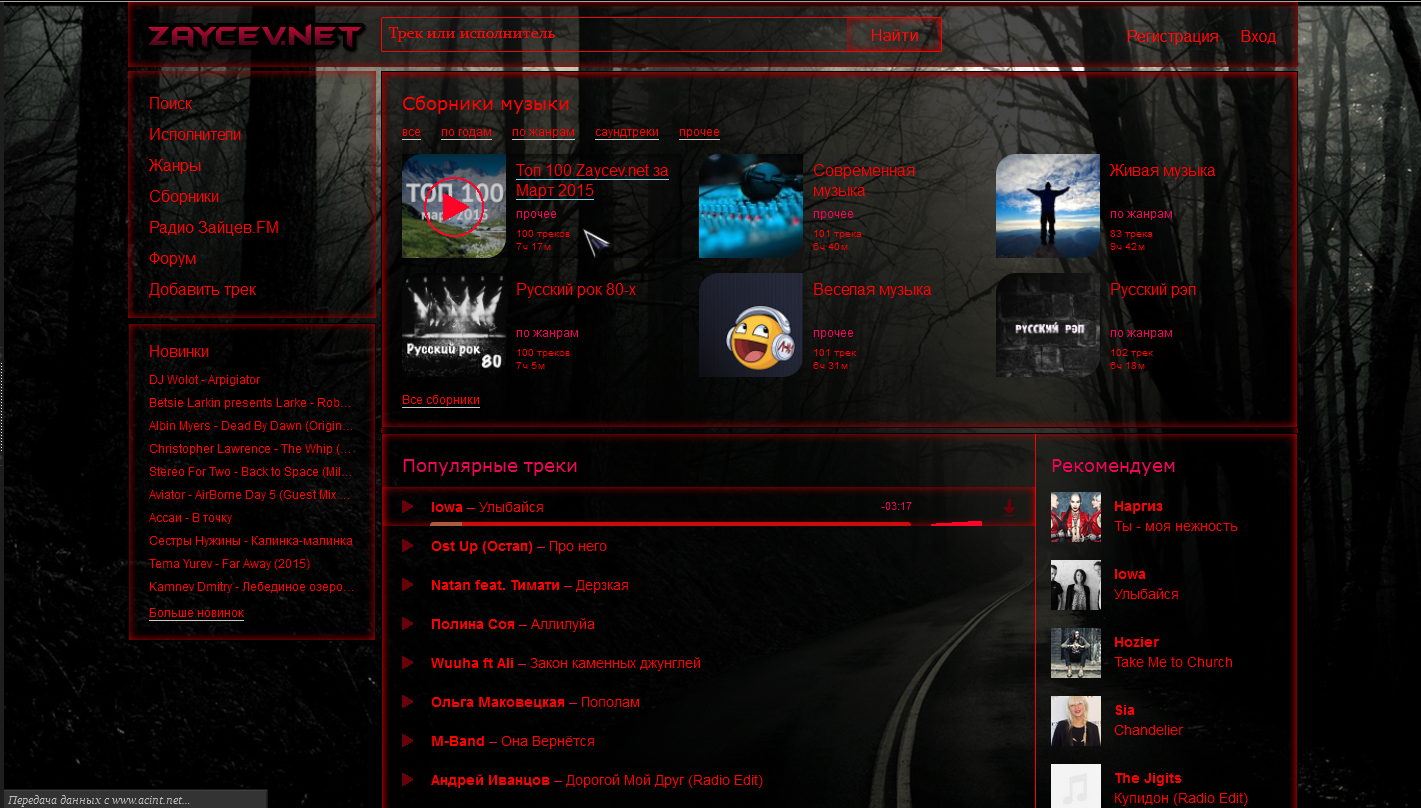 ZAYCEV.NET
Трек или исполнитель
Найти
Регистрация
Вход
Поиск
Исполнители
Жанры
Сборники
Радио Зайцев.FM
Форум
Добавить трек
Новинки
DJ Wolot - Arpigiator
Betsie Larkin presents Larke - Rob...
Albin Myers - Dead By Dawn (Origin...
Christopher Lawrence - The Whip (...
Stereo For Two - Back to Space (Mil...
Aviator - AirBorne Day 5 (Guest Mix ...
Ассаи - В точку
Сестры Нужины - Калинка-малинка
Tema Yurev - Far Away (2015)
Kamnev Dmitry - Лебединое озеро...
Больше новинок
Сборники музыки
все по годам по жанрам саундтреки прочее
ТОП 100
март 2015
Топ 100 Zaycev.net за
Март 2015
прочее
100 треков
7ч 17м
Современная
музыка
прочее
101 трека
6ч 40м
Живая музыка
по жанрам
83 трека
9ч 42м
Русский рок
80
Русский рок 80-х
по жанрам
100 треков
7ч 5м
Веселая музыка
прочее
101 трек
6ч 31м
РУССКИЙ РЭП
Русский рэп
по жанрам
102 трек
6ч 18м
Все сборники
Популярные треки
Iowa – Улыбайся
-03:17
Ost Up (Остап) – Про него
Natan feat. Тимати – Дерзкая
Полина Соя – Аллилуйа
Wuuha ft Ali – Закон каменных джунглей
Ольга Маковецкая – Пополам
M-Band – Она Вернётся
Андрей Иванцов – Дорогой Мой Друг (Radio Edit)
Рекомендуем
Наргиз
Ты - моя нежность
Iowa
Улыбайся
Hozier
Take Me to Church
Sia
Chandelier
The Jigits
Купидон (Radio Edit)
Передача данных с www.acint.net...